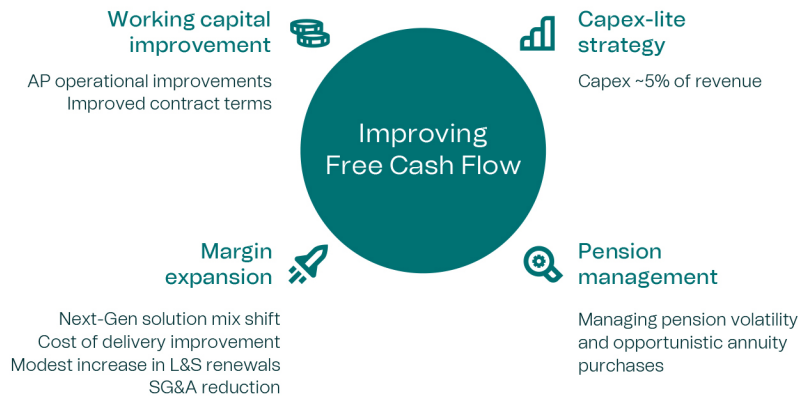 Working capital
improvement
AP operational improvements
Improved contract terms
Capex-lite
strategy
Capex ~5% of revenue
Improving
Free Cash Flow
Margin
expansion
Next-Gen solution mix shift
Cost of delivery improvement
Modest increase in L&S renewals
SG&A reduction
Pension
management
Managing pension volatility
and opportunistic annuity
purchases